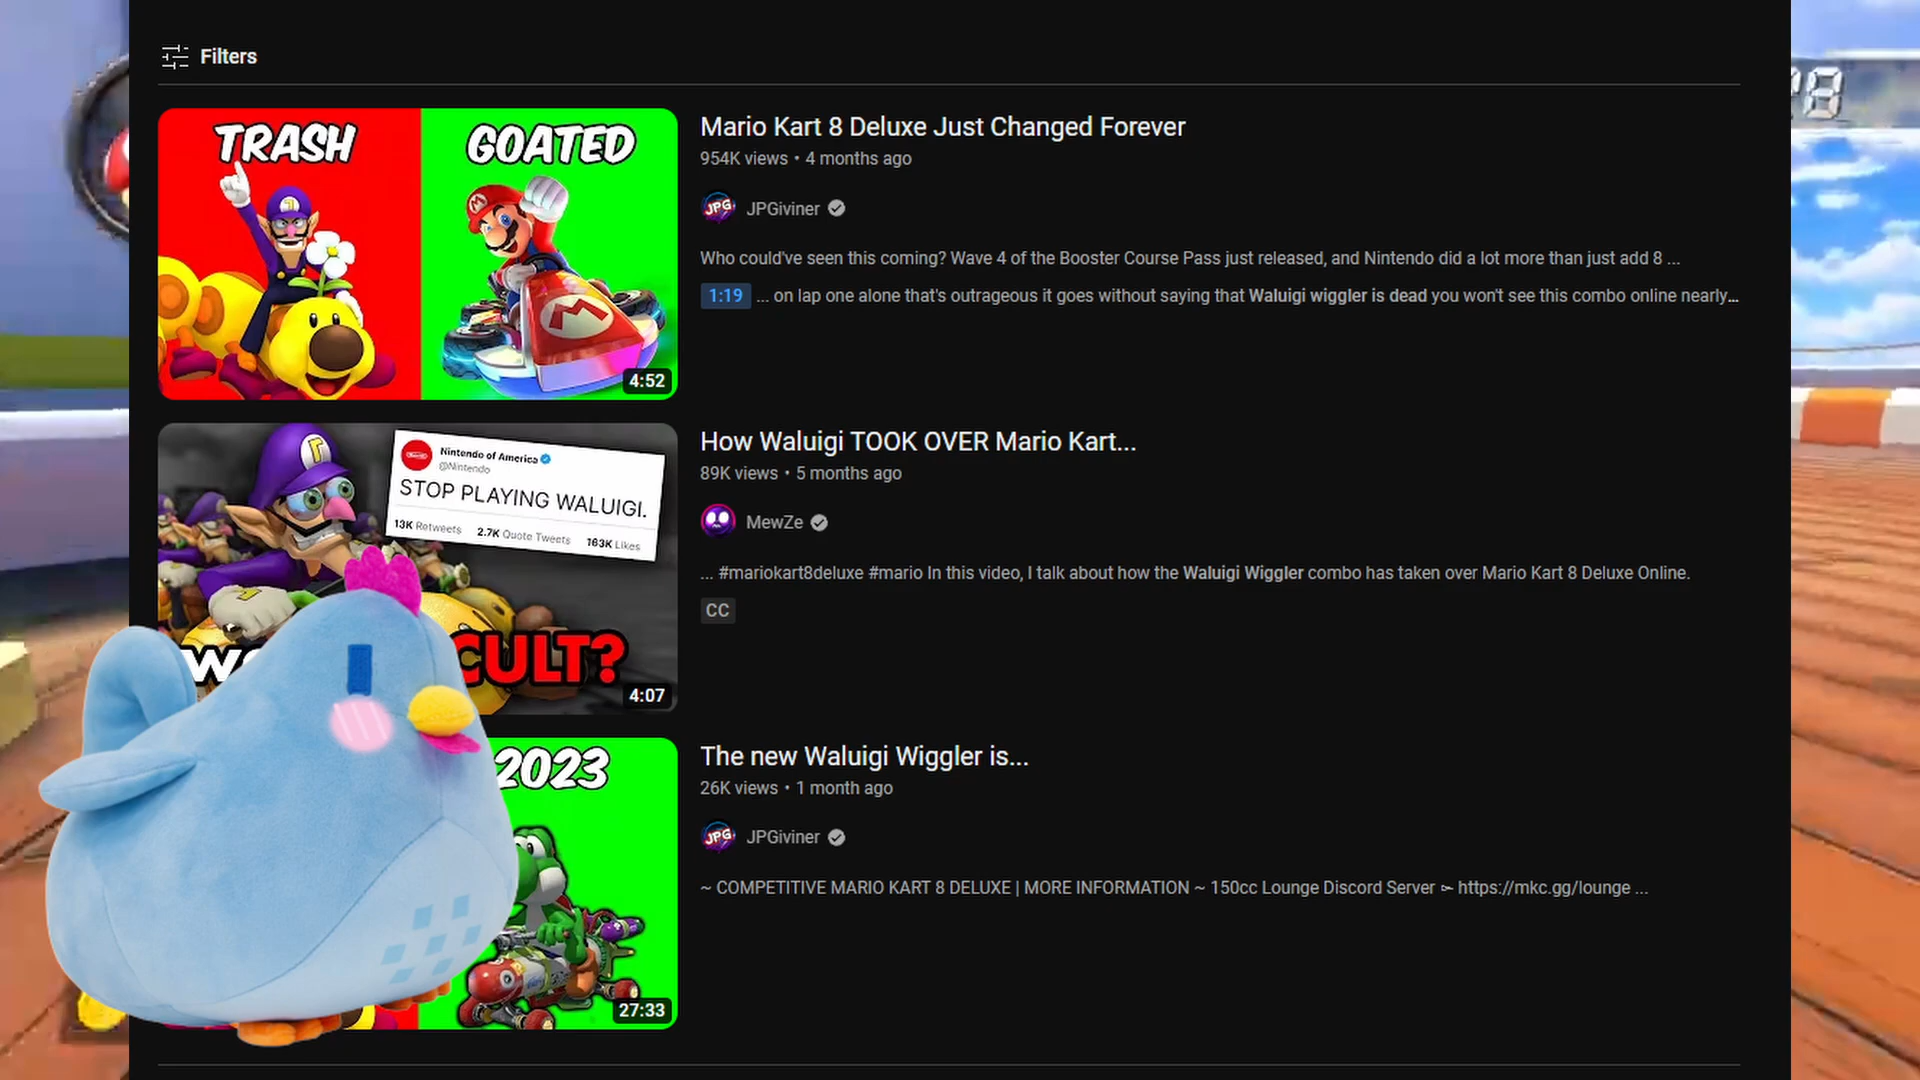 Filters
TRASH
GOATED
4:52
Mario Kart 8 Deluxe Just Changed Forever
954K views • 4 months ago
JPG
JPGiviner
Who could've seen this coming? Wave 4 of the Booster Course Pass just released, and Nintendo did a lot more than just add 8 ...
1:19 ... on lap one alone that's outrageous it goes without saying that Waluigi wiggler is dead you won't see this combo online nearly...
Nintendo of America
@Nintendo
STOP PLAYING WALUIGI.
13K Retweets 2.7K Quote Tweets 163K Likes
CULT?
4:07
How Waluigi TOOK OVER Mario Kart...
89K views • 5 months ago
MewZe
... #mariokart8deluxe #mario In this video, I talk about how the Waluigi Wiggler combo has taken over Mario Kart 8 Deluxe Online.
CC
2023
27:33
The new Waluigi Wiggler is...
26K views • 1 month ago
JPG
JPGiviner
~ COMPETITIVE MARIO KART 8 DELUXE | MORE INFORMATION ~ 150cc Lounge Discord Server ➣ https://mkc.gg/lounge ...